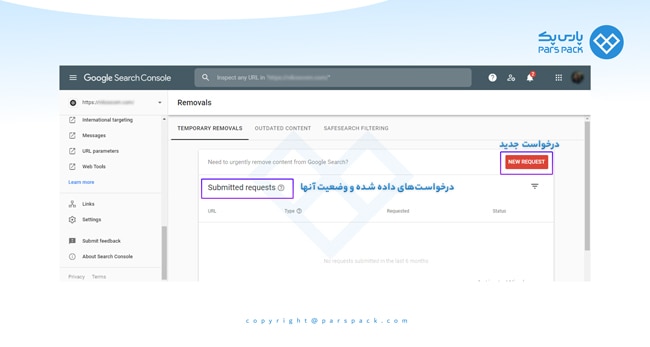 پارس پک
PARS PACK
Google Search Console
Inspect any URL in
2
https:/
Removals
International targeting
Messages
URL parameters
Web Tools
Learn more
Links
Settings
Submit feedback
About Search Console
Privacy Terms
TEMPORARY REMOVALS OUTDATED CONTENT SAFESEARCH FILTERING
درخواست جدید
Need to urgently remove content from Google Search?
NEW REQUEST
Submitted requests
درخواست‌های داده شده و وضعیت آنها
URL Type Requested Status
No requests submitted in the last 6 months
copyright@parspack.com